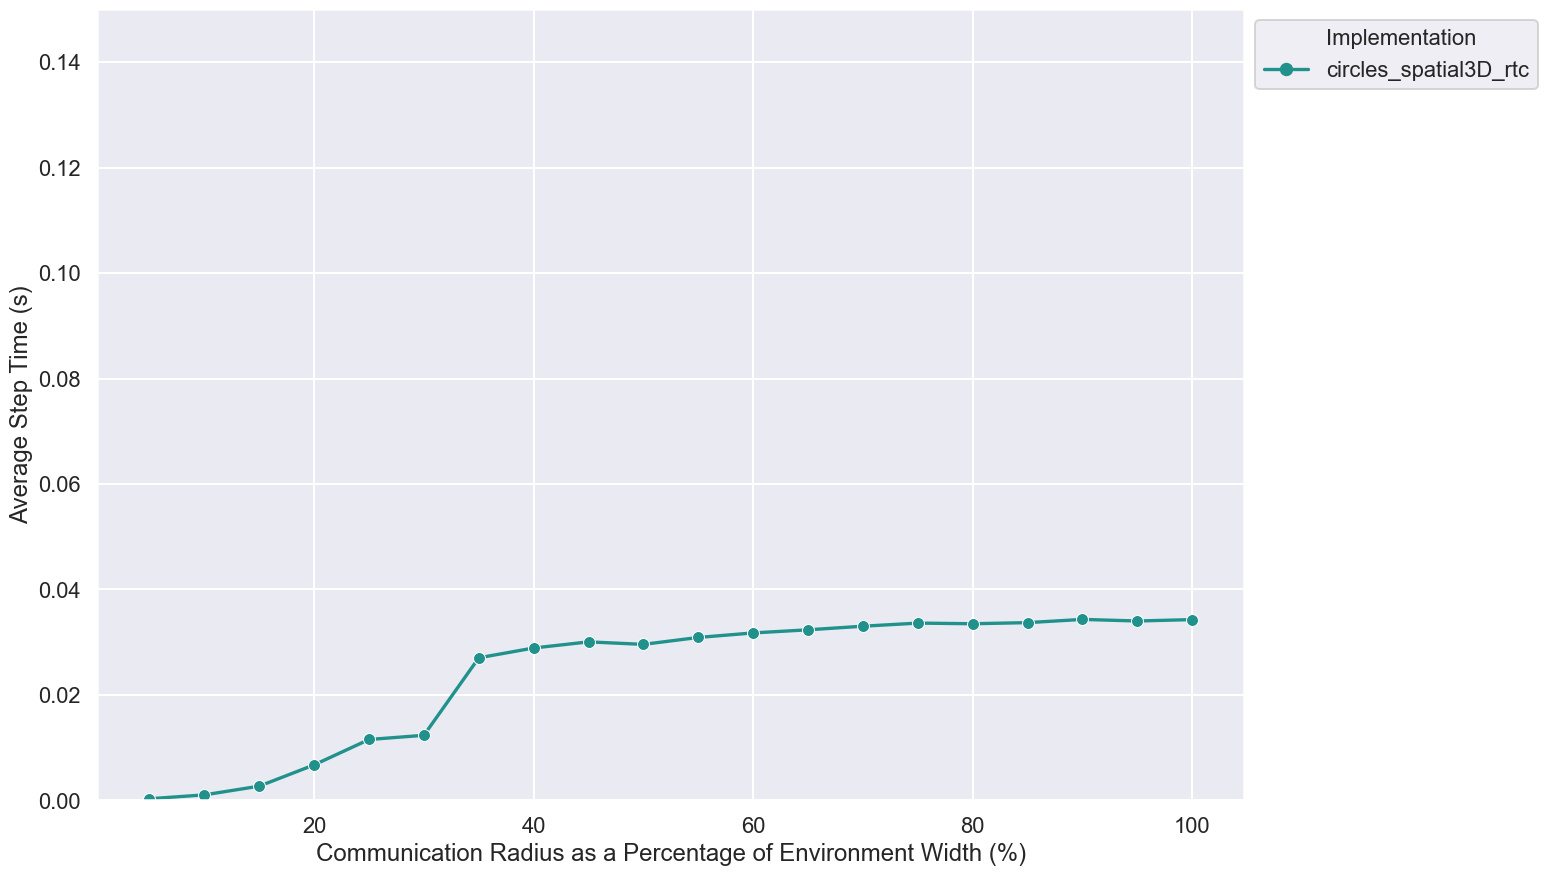 Implementation
circles_spatial3D_rtc
Average Step Time (s)
0.14
0.12
0.10
0.08
0.06
0.04
0.02
0.00
20 40 60 80 100
Communication Radius as a Percentage of Environment Width (%)